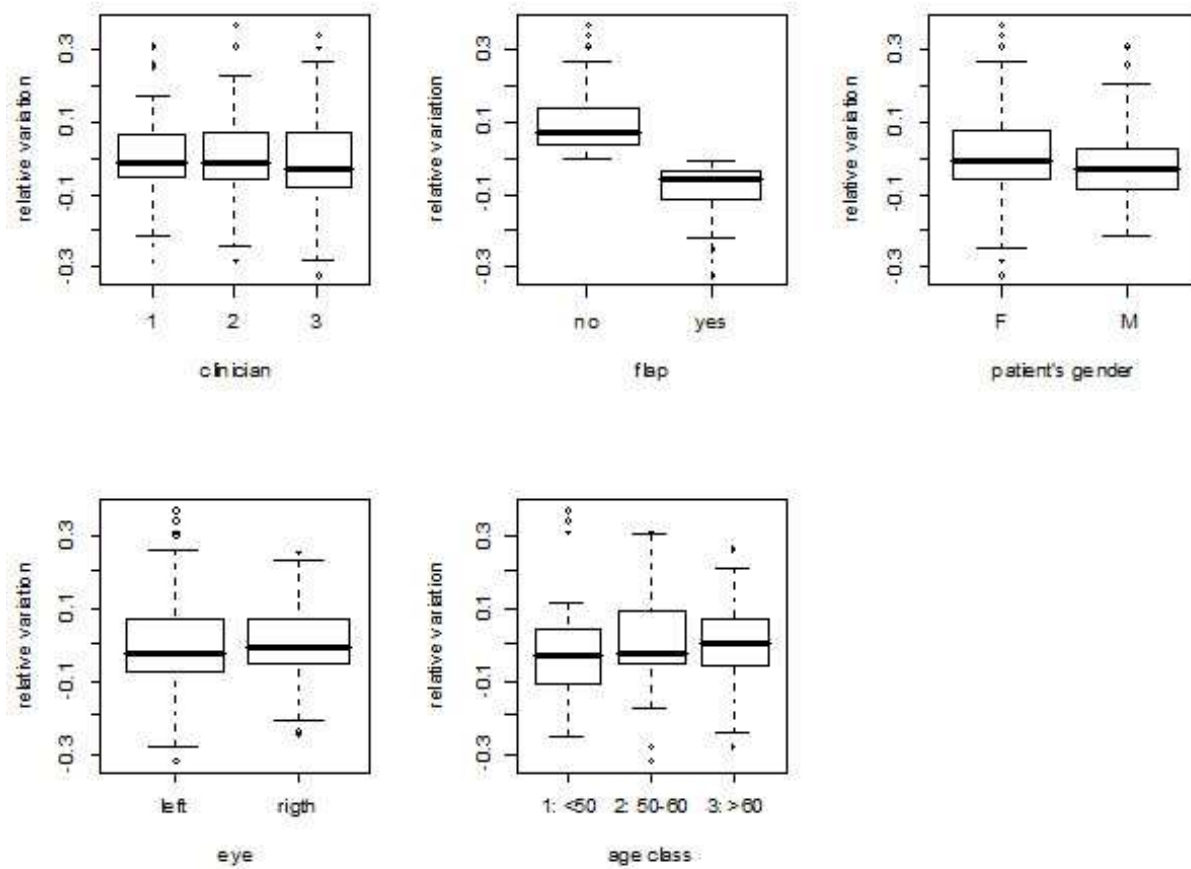 relative variation
0.3
0.1
-0.1
-0.3
1 2 3
clinician
relative variation
0.3
0.1
-0.1
-0.3
no yes
flap
relative variation
0.3
0.1
-0.1
-0.3
F M
patient's gender
relative variation
0.3
0.1
-0.1
-0.3
left rigth
eye
relative variation
0.3
0.1
-0.1
-0.3
1: <50 2: 50-60 3: >60
age class